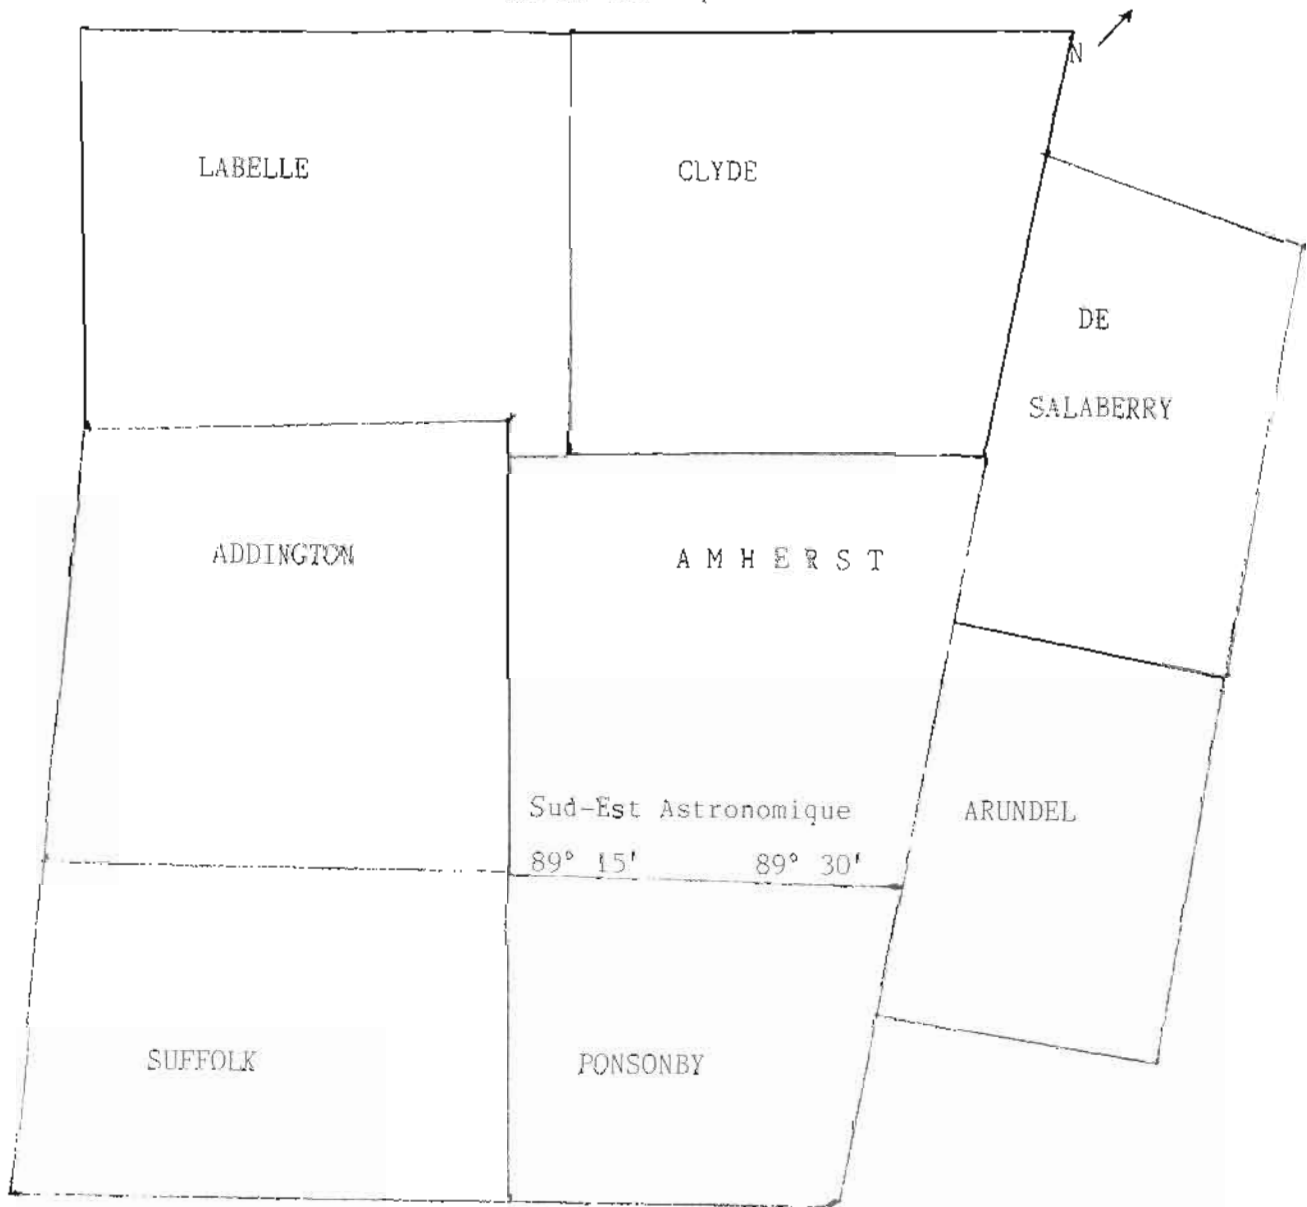 N
LABELLE
CLYDE
DE
SALABERRY
ADDINGTON
A M H E R S T
Sud-Est Astronomique
89° 15' 89° 30'
ARUNDEL
SUFFOLK
PONSONBY